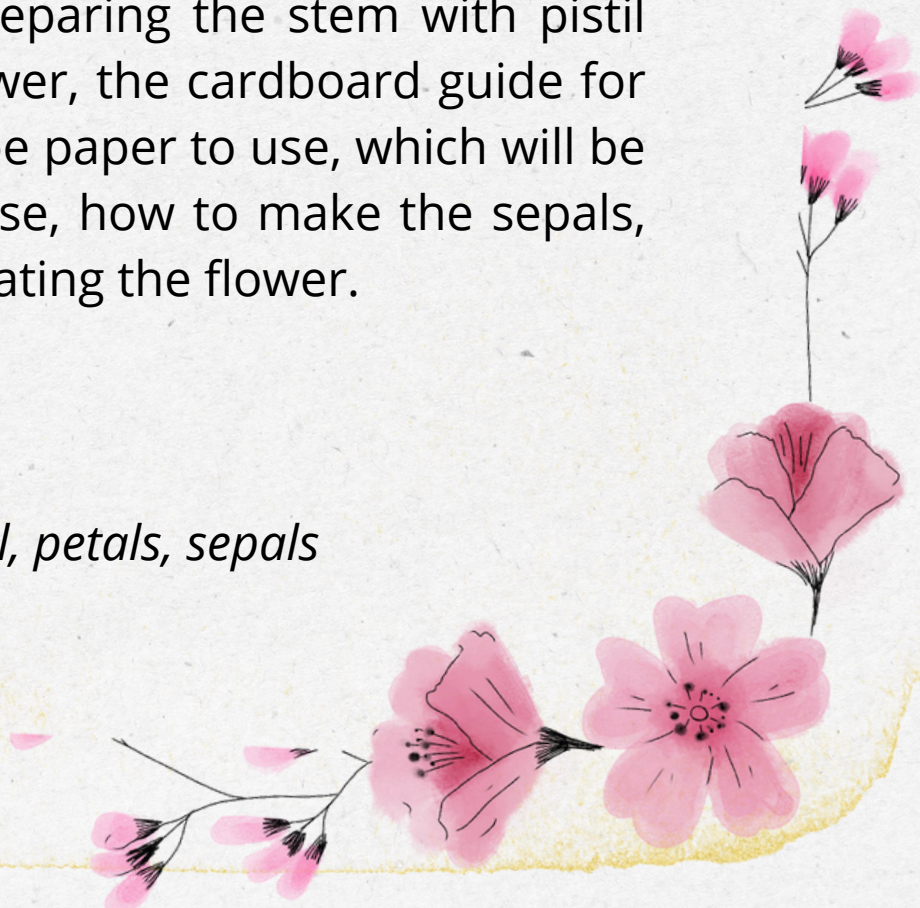 eparing the stem with pistil
wer, the cardboard guide for
e paper to use, which will be
se, how to make the sepals,
ating the flower.
l, petals, sepals